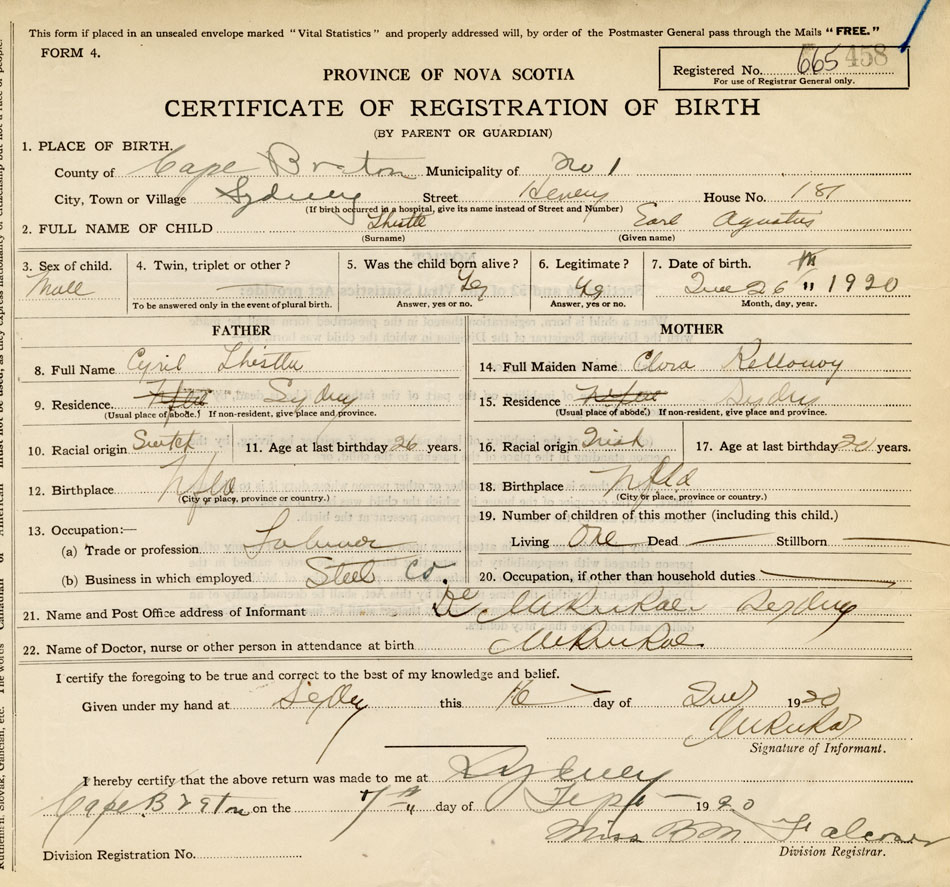 This form if placed in an unsealed envelope marked "Vital Statistics" and properly addressed will, by order of the Postmaster General pass through the Mails "FREE."
FORM 4.
Registered No. 665 458
For use of Registrar General only.
PROVINCE OF NOVA SCOTIA
CERTIFICATE OF REGISTRATION OF BIRTH
(BY PARENT OR GUARDIAN)
1. PLACE OF BIRTH.
County of Cape Breton Municipality of No 1
City, Town or Village Sydney Street Henery House No. 181
(If birth occurred in a hospital, give its name instead of Street and Number)
2. FULL NAME OF CHILD Thistle Earl Agustus
(Surname) (Given name)
3. Sex of child. 4. Twin, triplet or other? 5. Was the child born alive? 6. Legitimate? 7. Date of birth. M
Mall — Yes Yes June 26 " 1920
To be answered only in the event of plural birth. Answer, yes or no. Answer, yes or no. Month, day, year.
FATHER MOTHER
8. Full Name Cyril Thistle
14. Full Maiden Name Clora Kellowoy
9. Residence Sydney
(Usual place of abode.) If non-resident, give place and province.
15. Residence Sydney
(Usual place of abode.) If non-resident, give place and province.
10. Racial origin Scotch 11. Age at last birthday 26 years.
16. Racial origin Irish 17. Age at last birthday years.
12. Birthplace Nfld
(City or place, province or country.)
18. Birthplace Nfld
(City or place, province or country.)
13. Occupation:—
(a) Trade or profession Labourer
(b) Business in which employed Steel Co.
19. Number of children of this mother (including this child.)
Living One Dead — Stillborn —
20. Occupation, if other than household duties —
21. Name and Post Office address of Informant Dr. Sydney
22. Name of Doctor, nurse or other person in attendance at birth
I certify the foregoing to be true and correct to the best of my knowledge and belief.
Given under my hand at Sydney this day of 1920
Signature of Informant.
I hereby certify that the above return was made to me at Sydney
Cape Breton on the 7th day of Sept 1920
Miss B M Falconer
Division Registration No. Division Registrar.